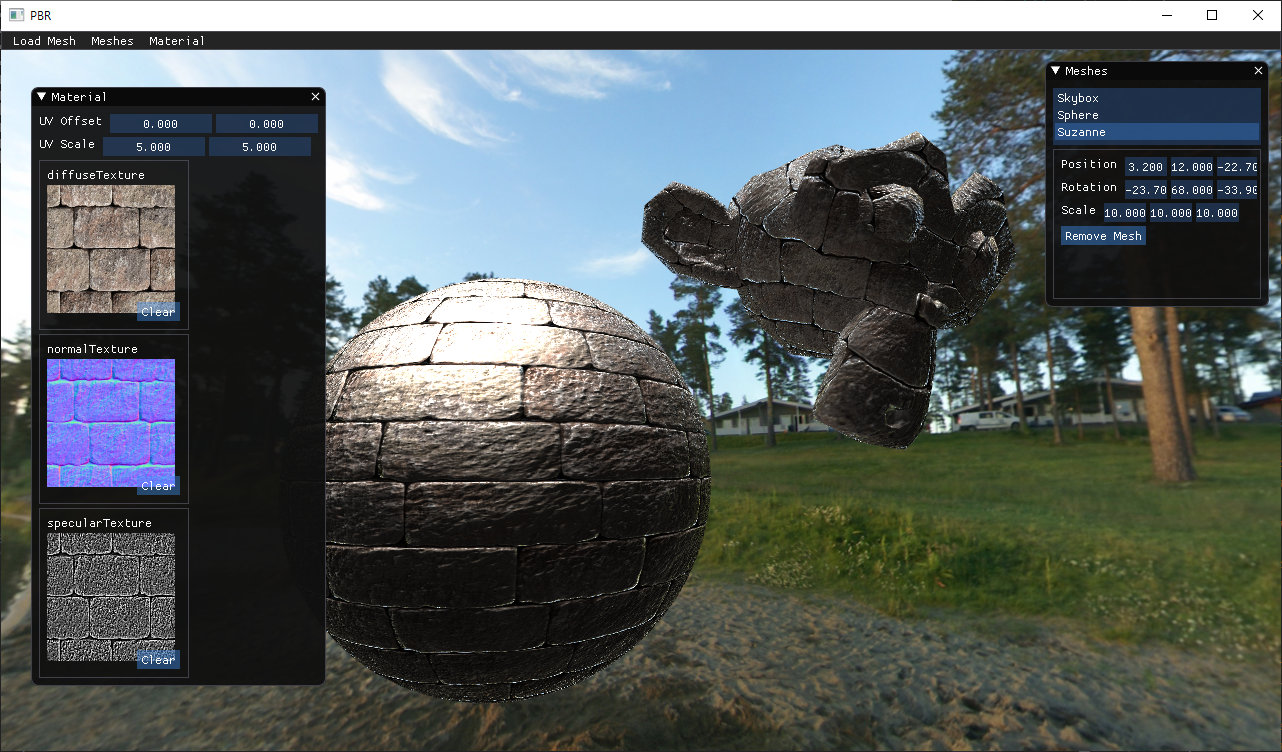 PBR
Load Mesh Meshes Material
Material
UV Offset 0.000 0.000
UV Scale 5.000 5.000
diffuseTexture
Clear
normalTexture
Clear
specularTexture
Clear
Meshes
Skybox
Sphere
Suzanne
Position 3.200 12.000 -22.70
Rotation -23.70 68.000 -33.90
Scale 10.000 10.000 10.000
Remove Mesh